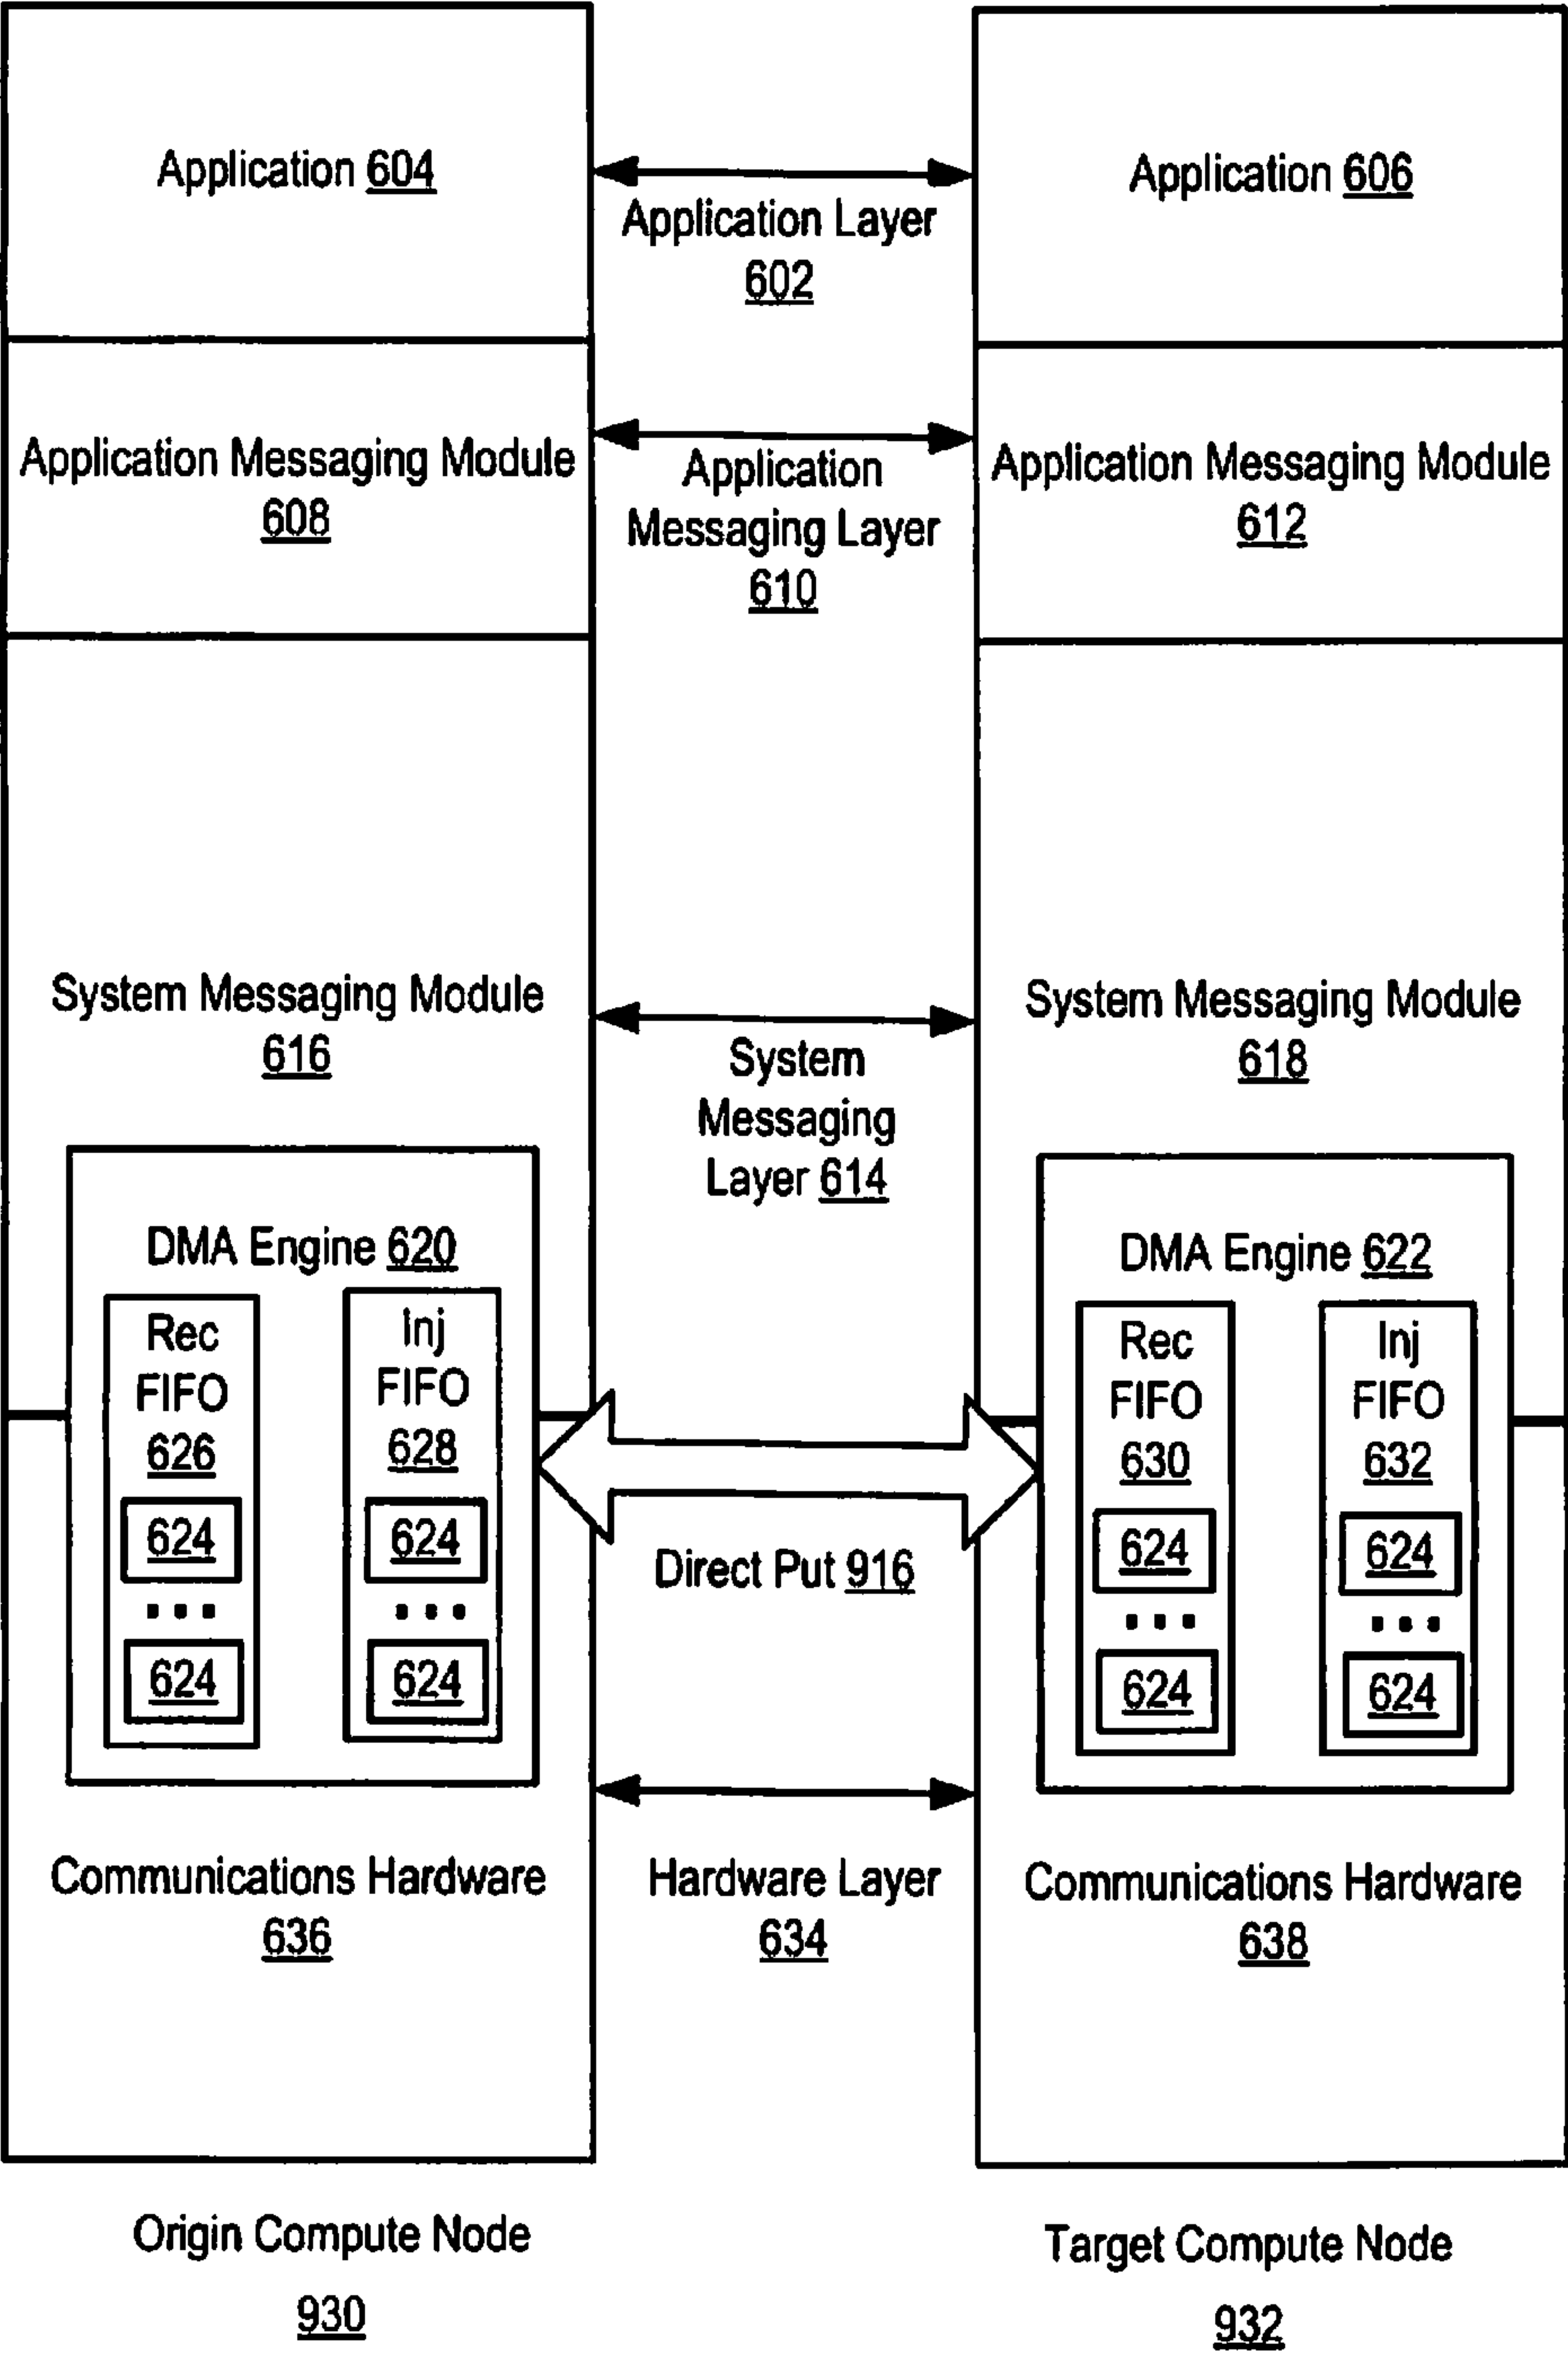 Application 604
Application Layer
602
Application 606
Application Messaging Module
608
Application
Messaging Layer
610
Application Messaging Module
612
System Messaging Module
616
System
Messaging
Layer 614
System Messaging Module
618
DMA Engine 620
Rec
FIFO
626
624
...
624
Inj
FIFO
628
624
...
624
Direct Put 916
DMA Engine 622
Rec
FIFO
630
624
...
624
Inj
FIFO
632
624
...
624
Communications Hardware
636
Hardware Layer
634
Communications Hardware
638
Origin Compute Node
930
Target Compute Node
932